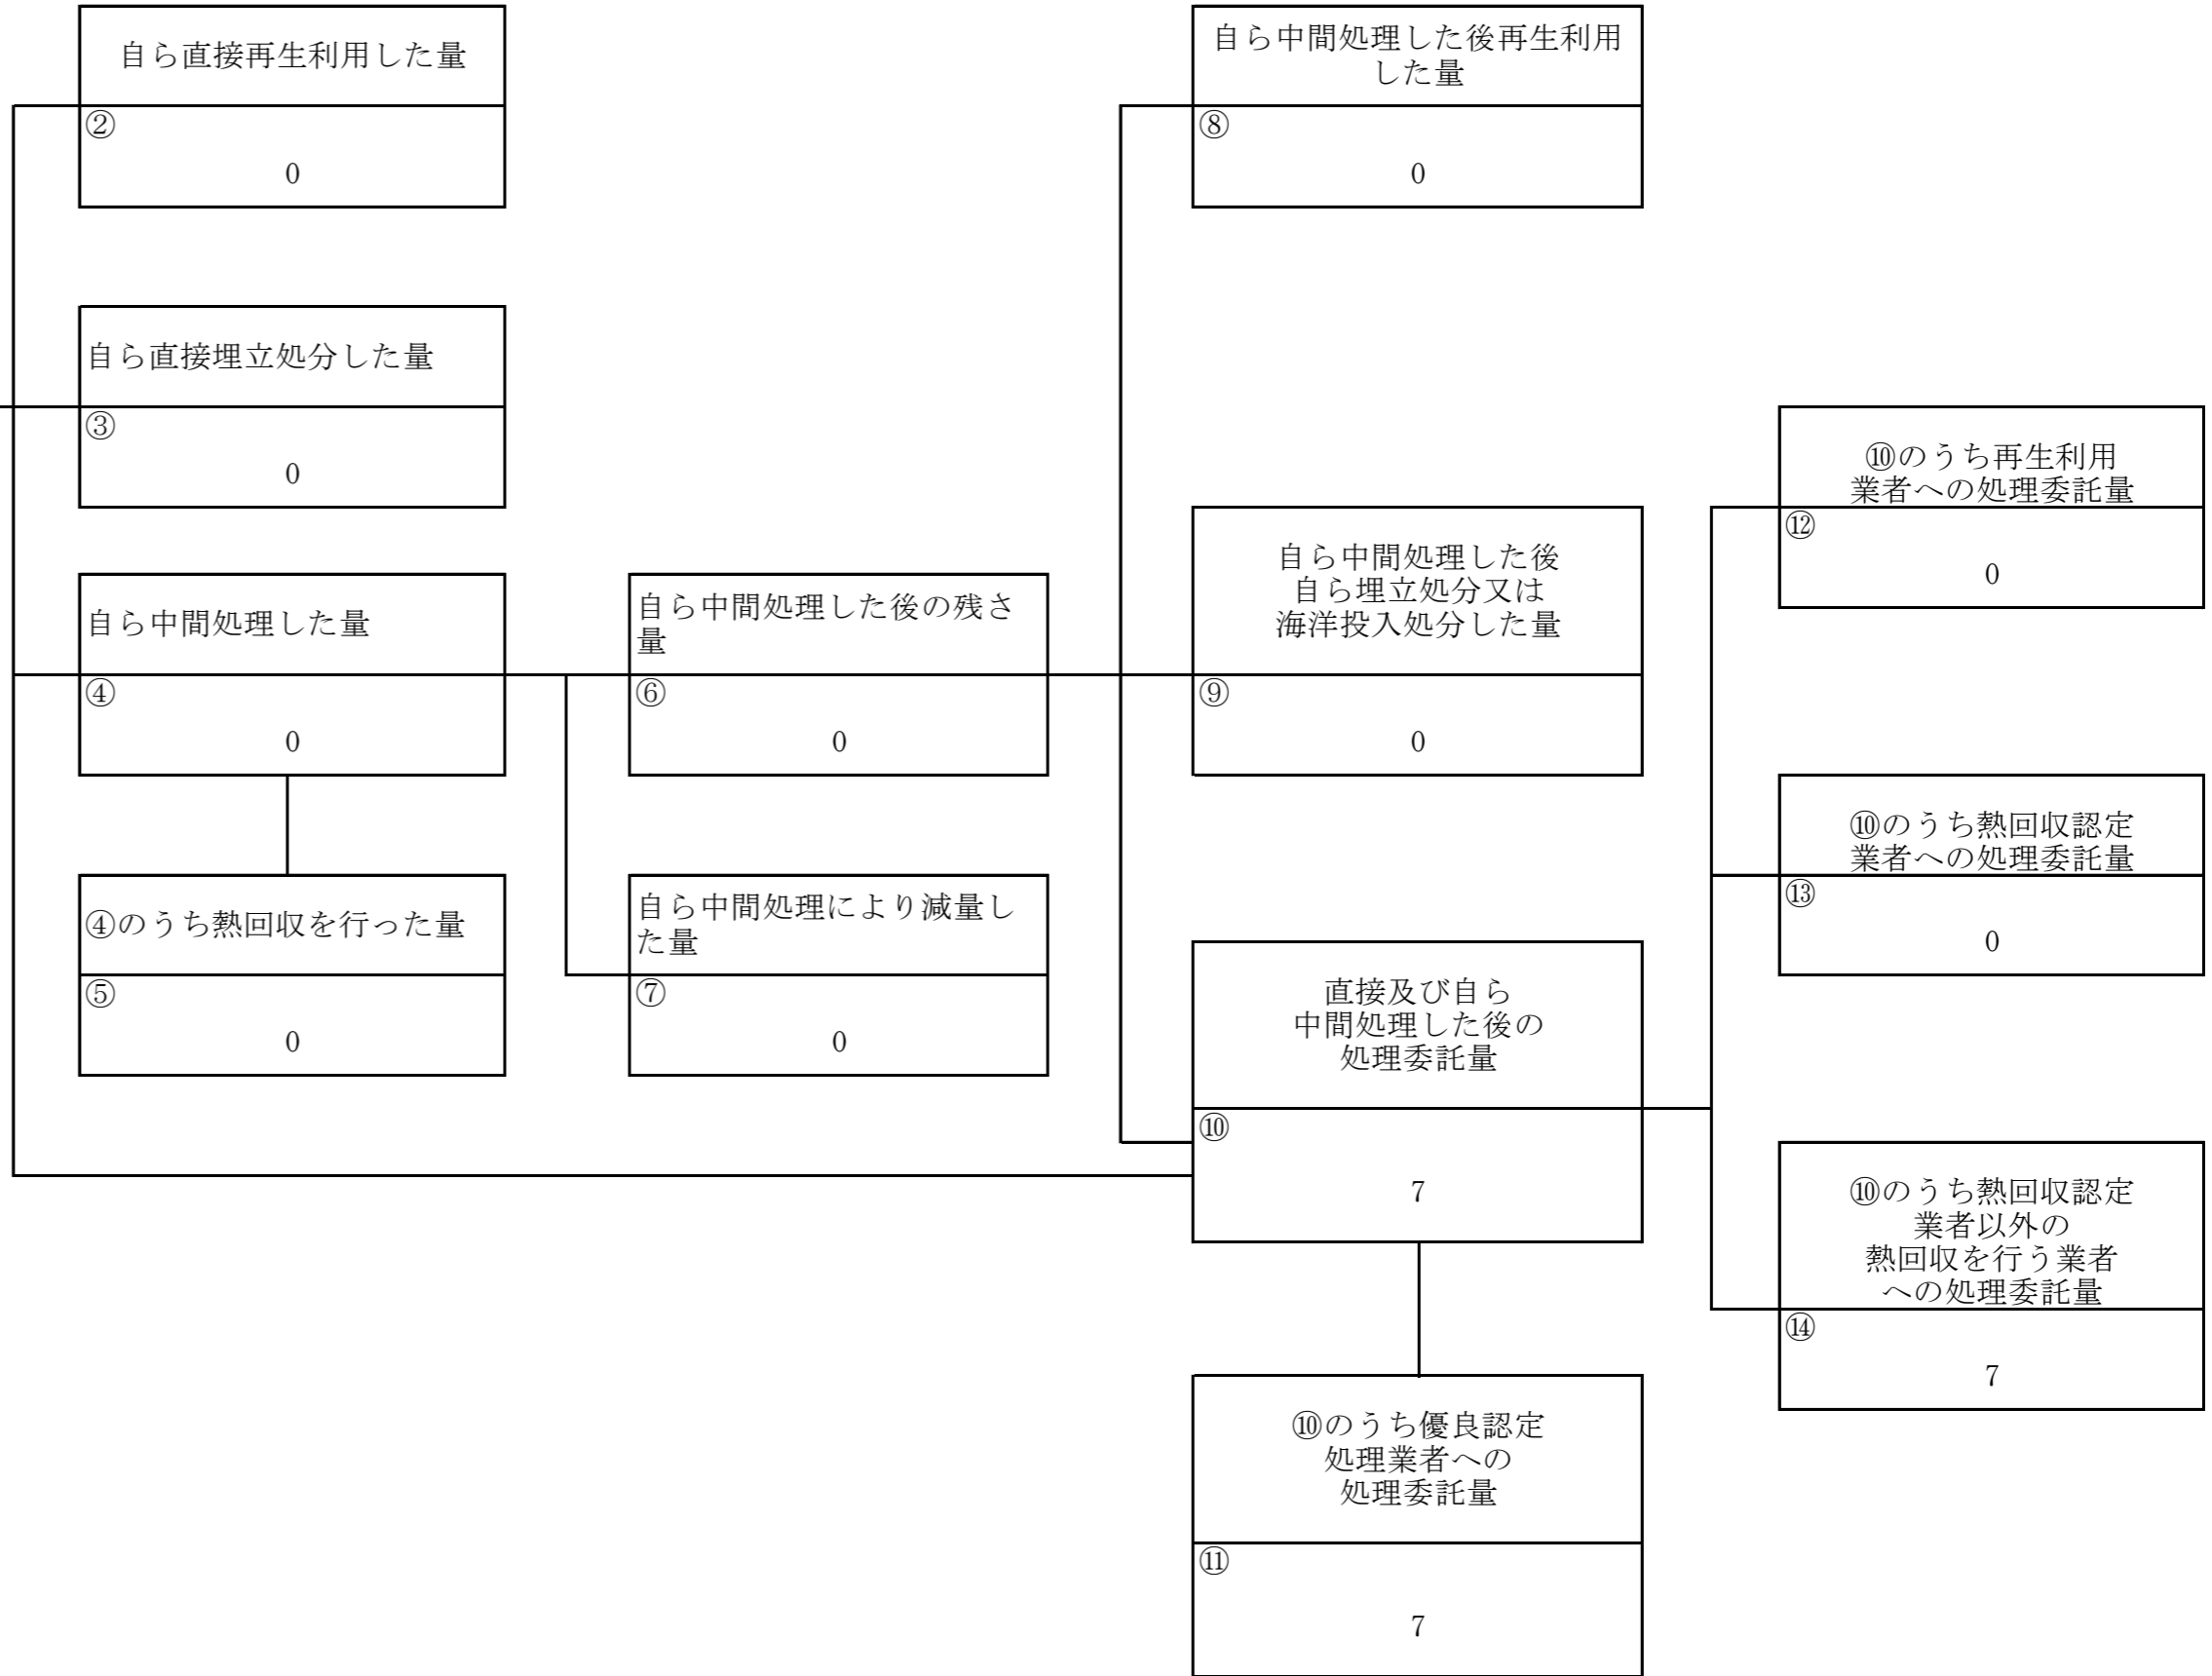 自ら直接再生利用した量
②
0
自ら直接埋立処分した量
③
0
自ら中間処理した量
④
0
④のうち熱回収を行った量
⑤
0
自ら中間処理した後の残さ
量
⑥
0
自ら中間処理により減量し
た量
⑦
0
自ら中間処理した後再生利用
した量
⑧
0
自ら中間処理した後
自ら埋立処分又は
海洋投入処分した量
⑨
0
直接及び自ら
中間処理した後の
処理委託量
⑩
7
⑩のうち優良認定
処理業者への
処理委託量
⑪
7
⑩のうち再生利用
業者への処理委託量
⑫
0
⑩のうち熱回収認定
業者への処理委託量
⑬
0
⑩のうち熱回収認定
業者以外の
熱回収を行う業者
への処理委託量
⑭
7